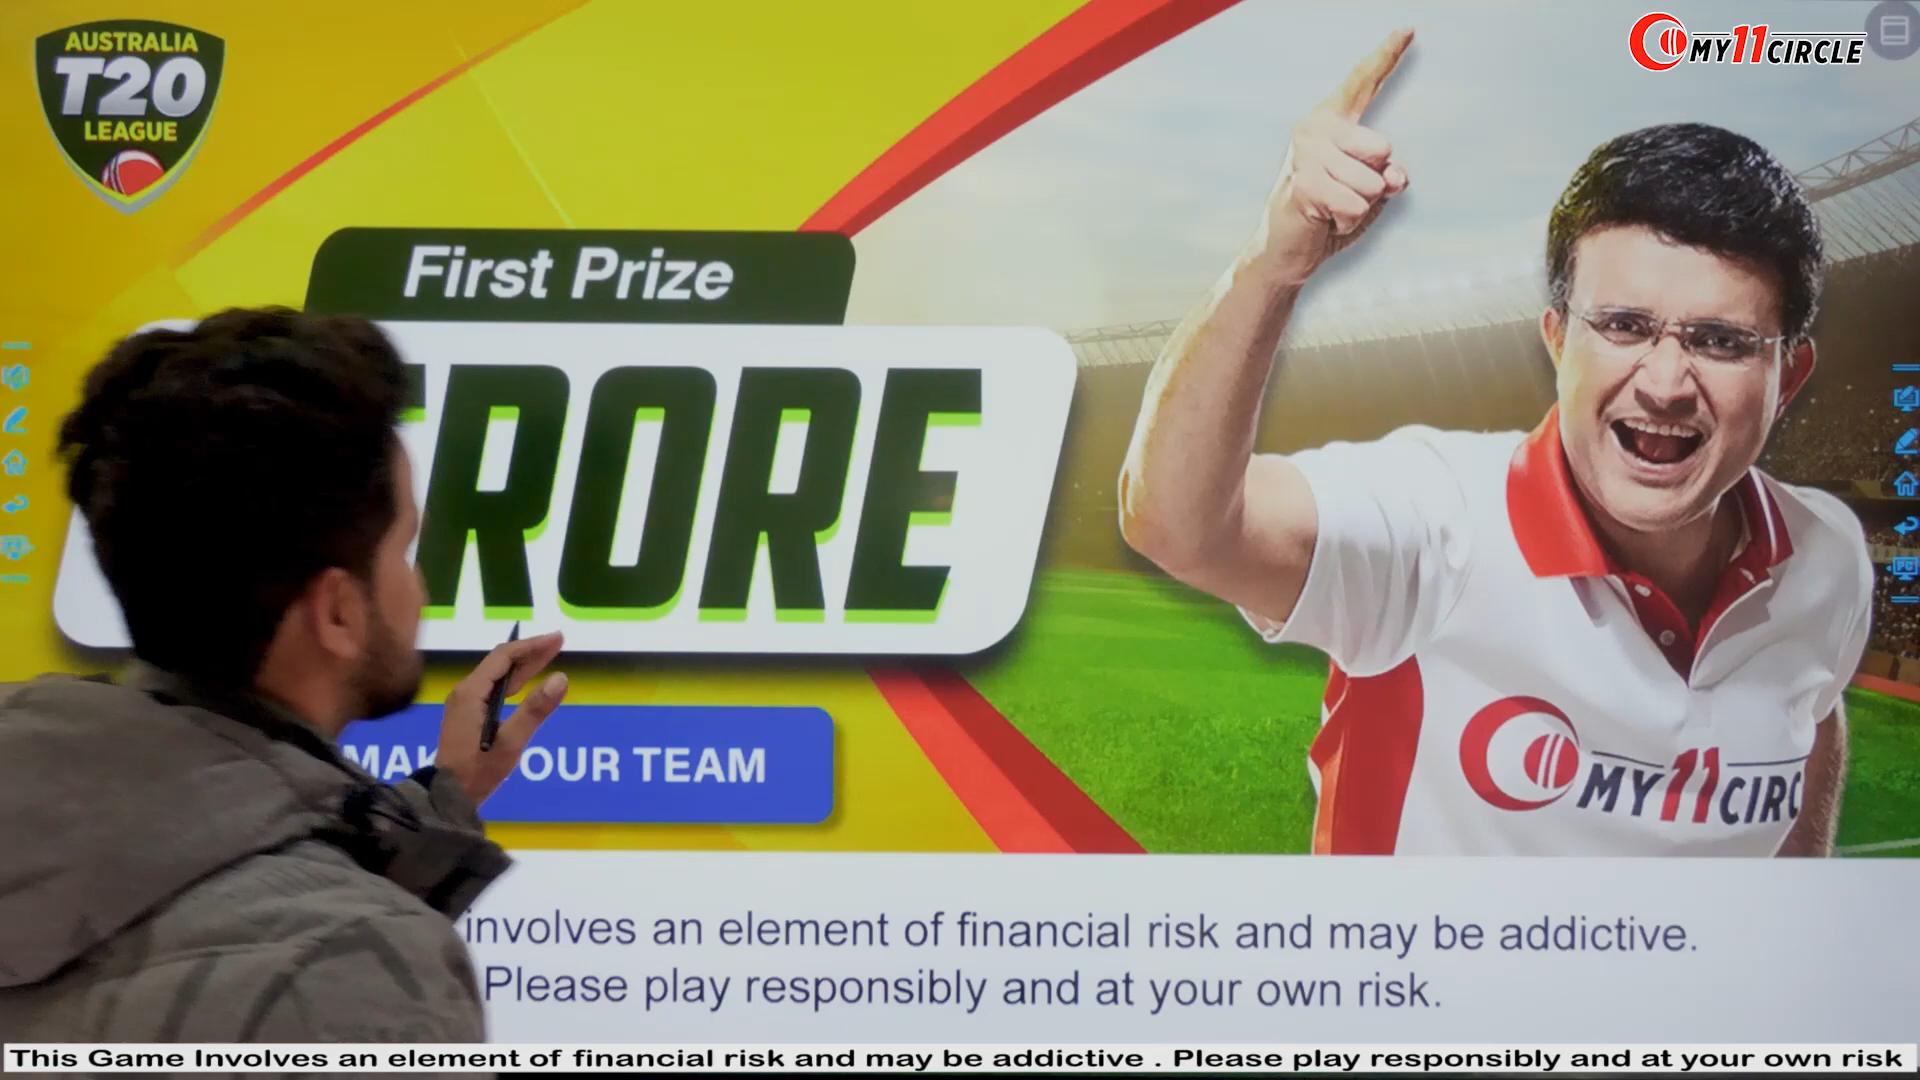 AUSTRALIA
T20
LEAGUE
MY11CIRCLE
First Prize
RORE
OUR TEAM
MY11CIRC
involves an element of financial risk and may be addictive.
Please play responsibly and at your own risk.
This Game Involves an element of financial risk and may be addictive . Please play responsibly and at your own risk